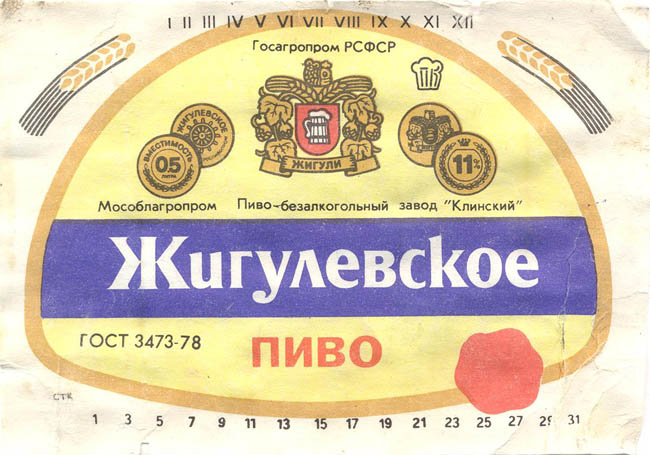 I II III IV V VI VII VIII IX X XI XII
Госагропром РСФСР
ЖИГУЛЕВСКОЕ
ВМЕСТИМОСТЬ
0,5
ЛИТРА
ЖИГУЛИ
11%
Мособлагропром Пиво-безалкогольный завод "Клинский"
Жигулевское
ГОСТ 3473-78
ПИВО
СТК
1 3 5 7 9 11 13 15 17 19 21 23 25 27 29 31